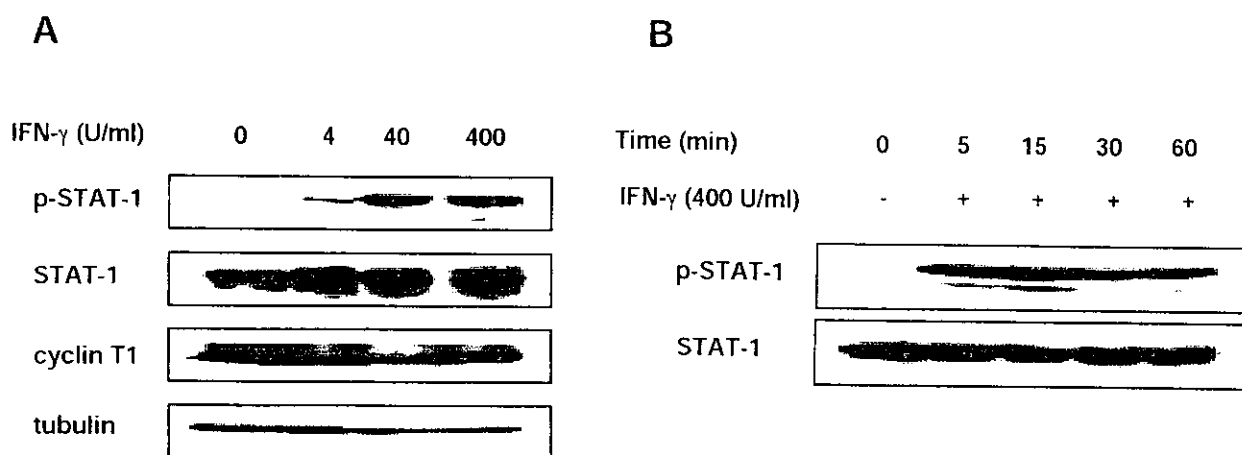 A
IFN-γ (U/ml) 0 4 40 400
p-STAT-1
STAT-1
cyclin T1
tubulin
B
Time (min) 0 5 15 30 60
IFN-γ (400 U/ml) - + + + +
p-STAT-1
STAT-1